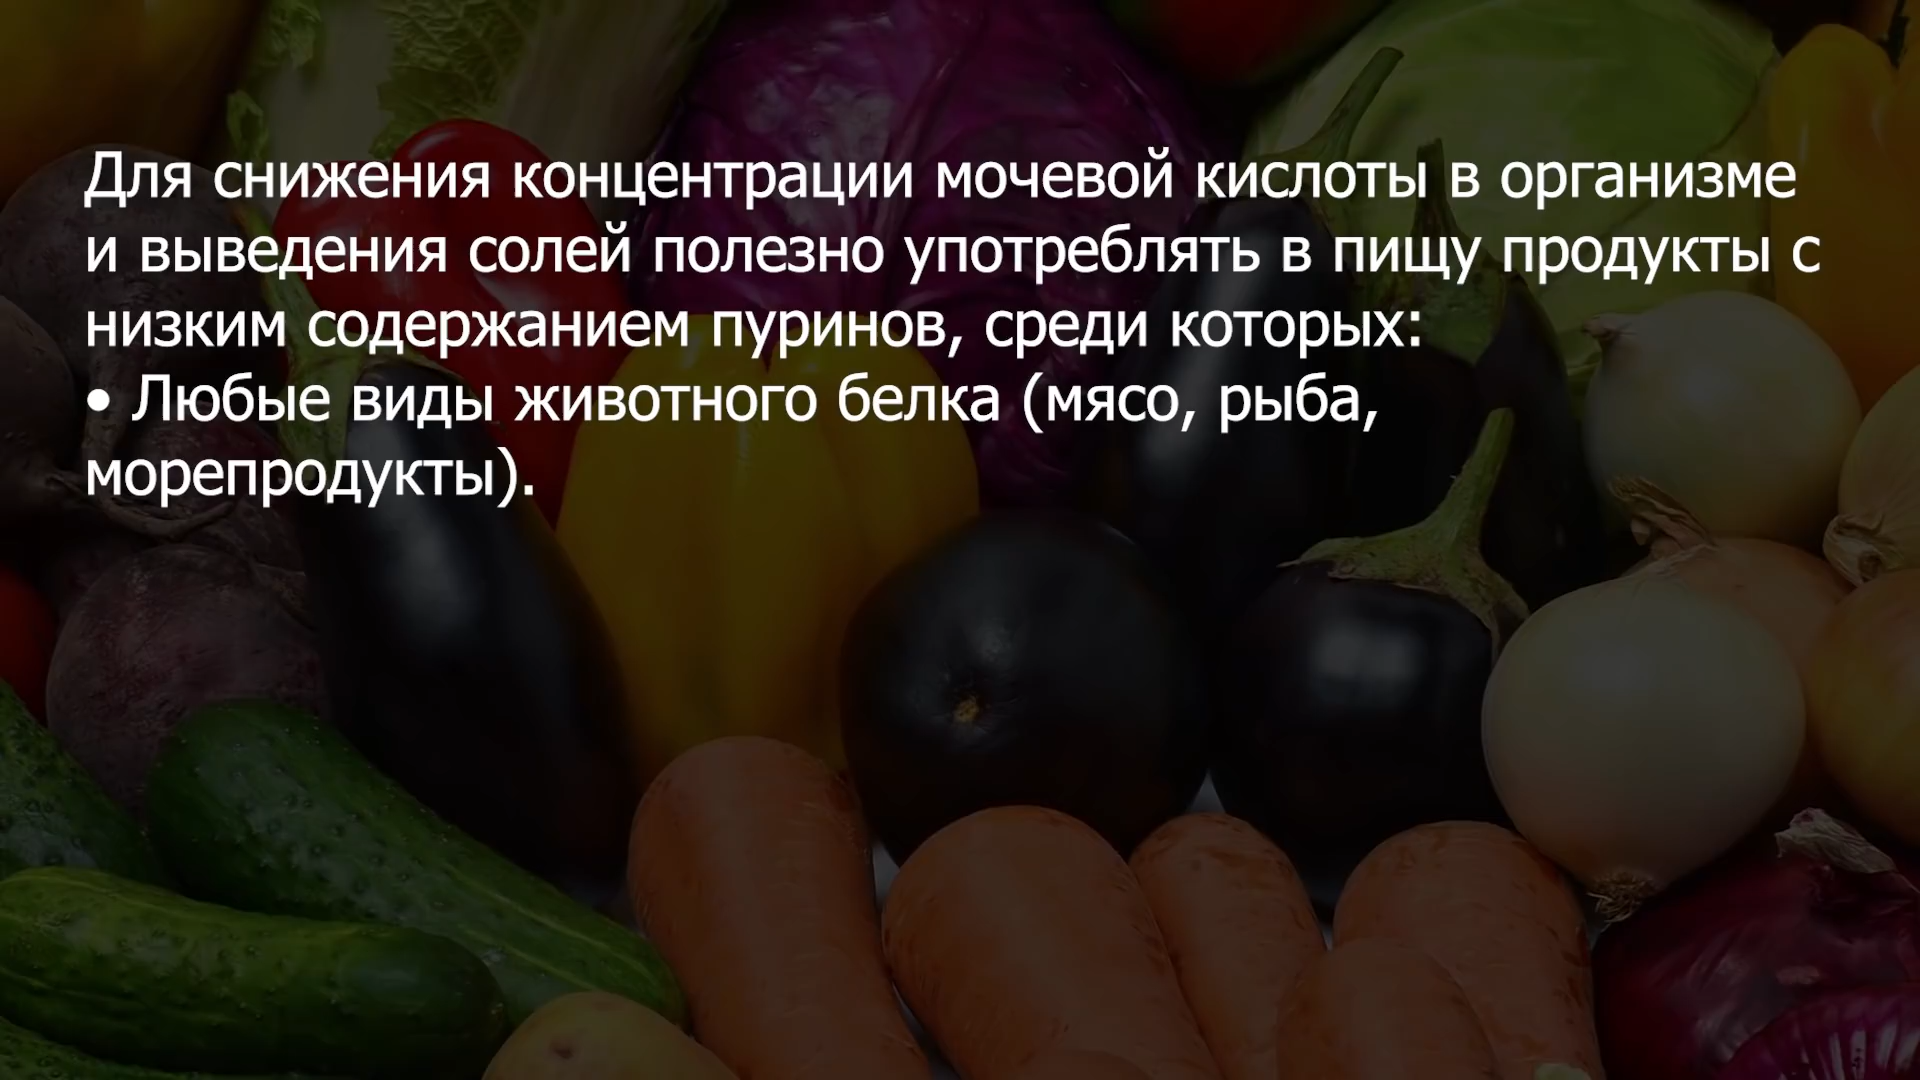 Для снижения концентрации мочевой кислоты в организме
и выведения солей полезно употреблять в пищу продукты с
низким содержанием пуринов, среди которых:
• Любые виды животного белка (мясо, рыба,
морепродукты).